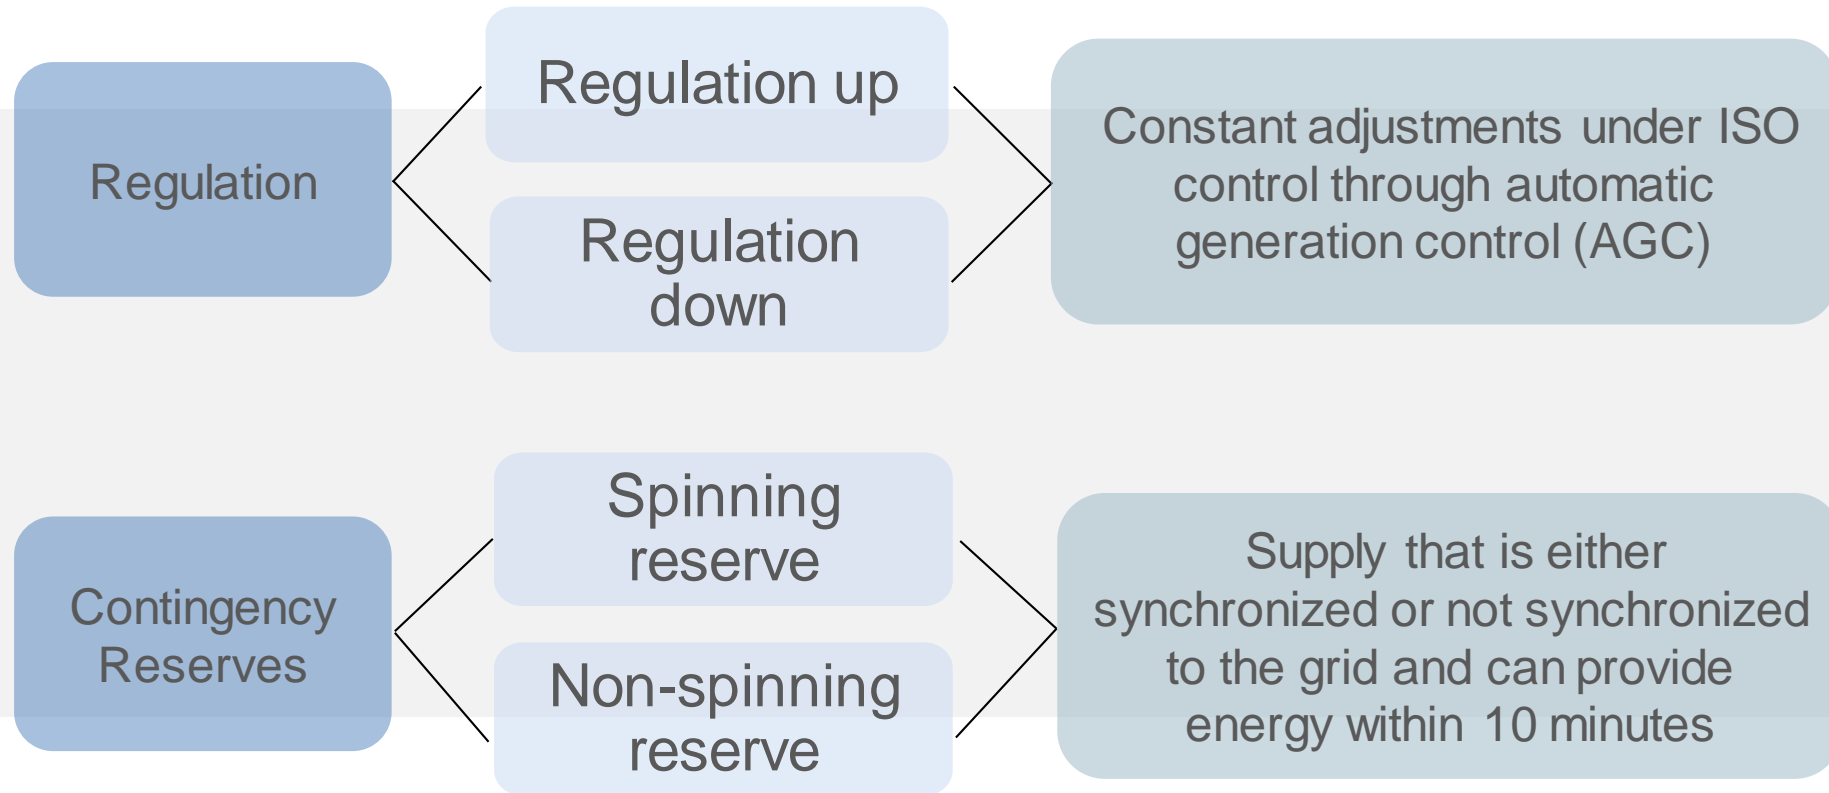 Regulation
Regulation up
Regulation
down
Constant adjustments under ISO
control through automatic
generation control (AGC)
Contingency
Reserves
Spinning
reserve
Non-spinning
reserve
Supply that is either
synchronized or not synchronized
to the grid and can provide
energy within 10 minutes